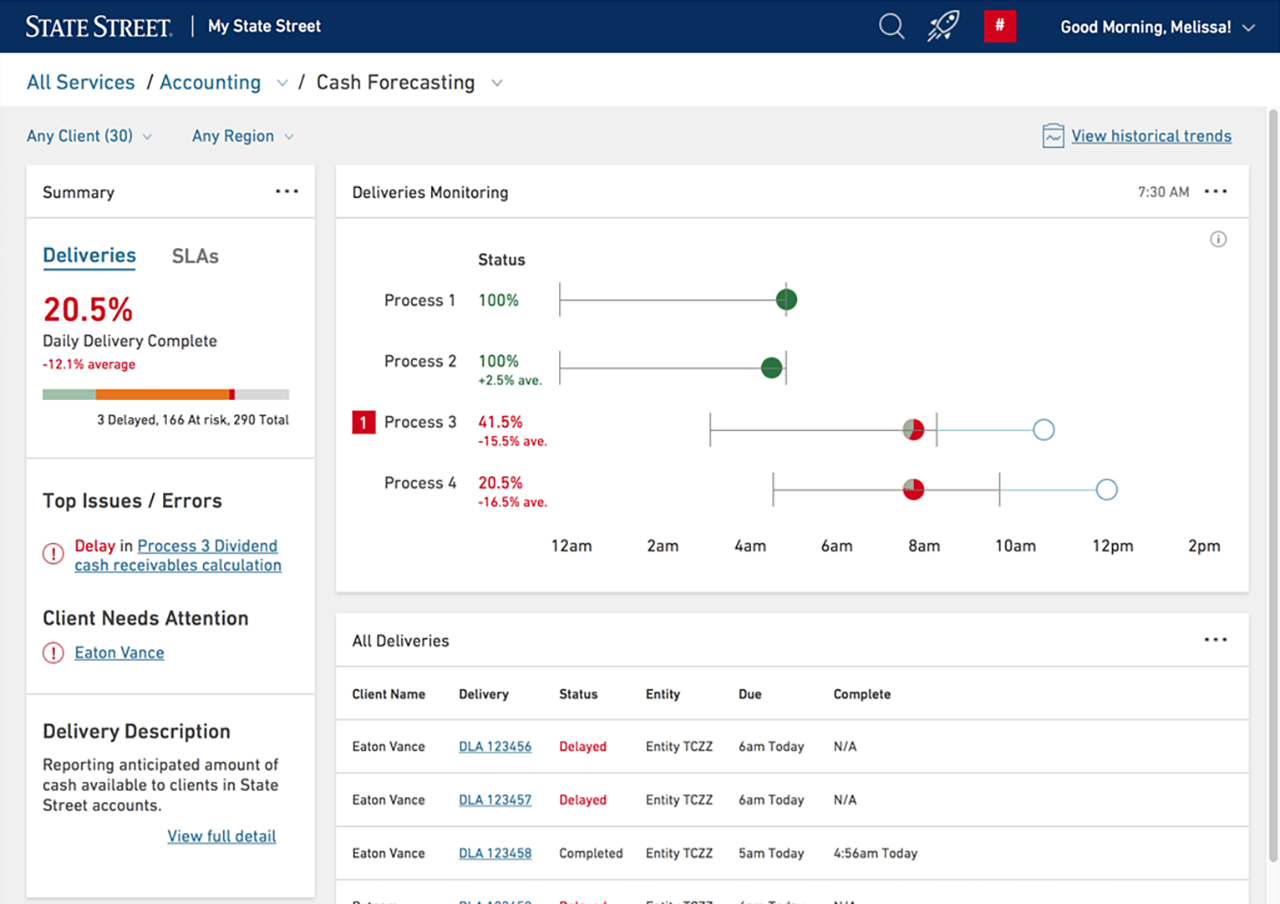 STATE STREET. My State Street # Good Morning, Melissa!
All Services / Accounting / Cash Forecasting
Any Client (30) Any Region View historical trends
Summary
Deliveries SLAs
20.5%
Daily Delivery Complete
-12.1% average
3 Delayed, 166 At risk, 290 Total
Top Issues / Errors
! Delay in Process 3 Dividend
cash receivables calculation
Client Needs Attention
! Eaton Vance
Delivery Description
Reporting anticipated amount of
cash available to clients in State
Street accounts.
View full detail
Deliveries Monitoring 7:30 AM
i
Status
Process 1 100%
Process 2 100%
+2.5% ave.
1 Process 3 41.5%
-15.5% ave.
Process 4 20.5%
-16.5% ave.
12am 2am 4am 6am 8am 10am 12pm 2pm
All Deliveries
Client Name Delivery Status Entity Due Complete
Eaton Vance DLA 123456 Delayed Entity TCZZ 6am Today N/A
Eaton Vance DLA 123457 Delayed Entity TCZZ 6am Today N/A
Eaton Vance DLA 123458 Completed Entity TCZZ 5am Today 4:56am Today